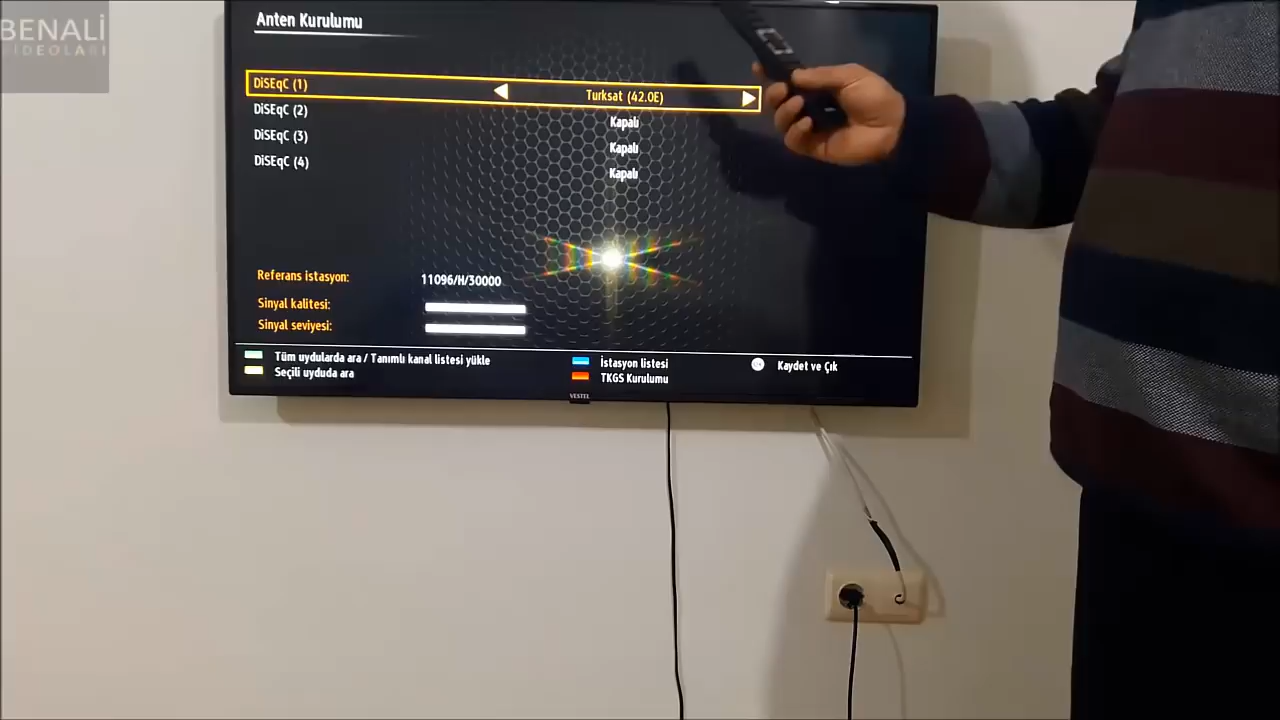 BENALİ
VİDEOLARI
Anten Kurulumu
DiSEqC (1) Turksat (42.0E)
DiSEqC (2) Kapalı
DiSEqC (3) Kapalı
DiSEqC (4) Kapalı
Referans istasyon: 11096/H/30000
Sinyal kalitesi:
Sinyal seviyesi:
Tüm uydularda ara / Tanımlı kanal listesi yükle
Seçili uyduda ara
İstasyon listesi
TKGS Kurulumu
Kaydet ve Çık
VESTEL